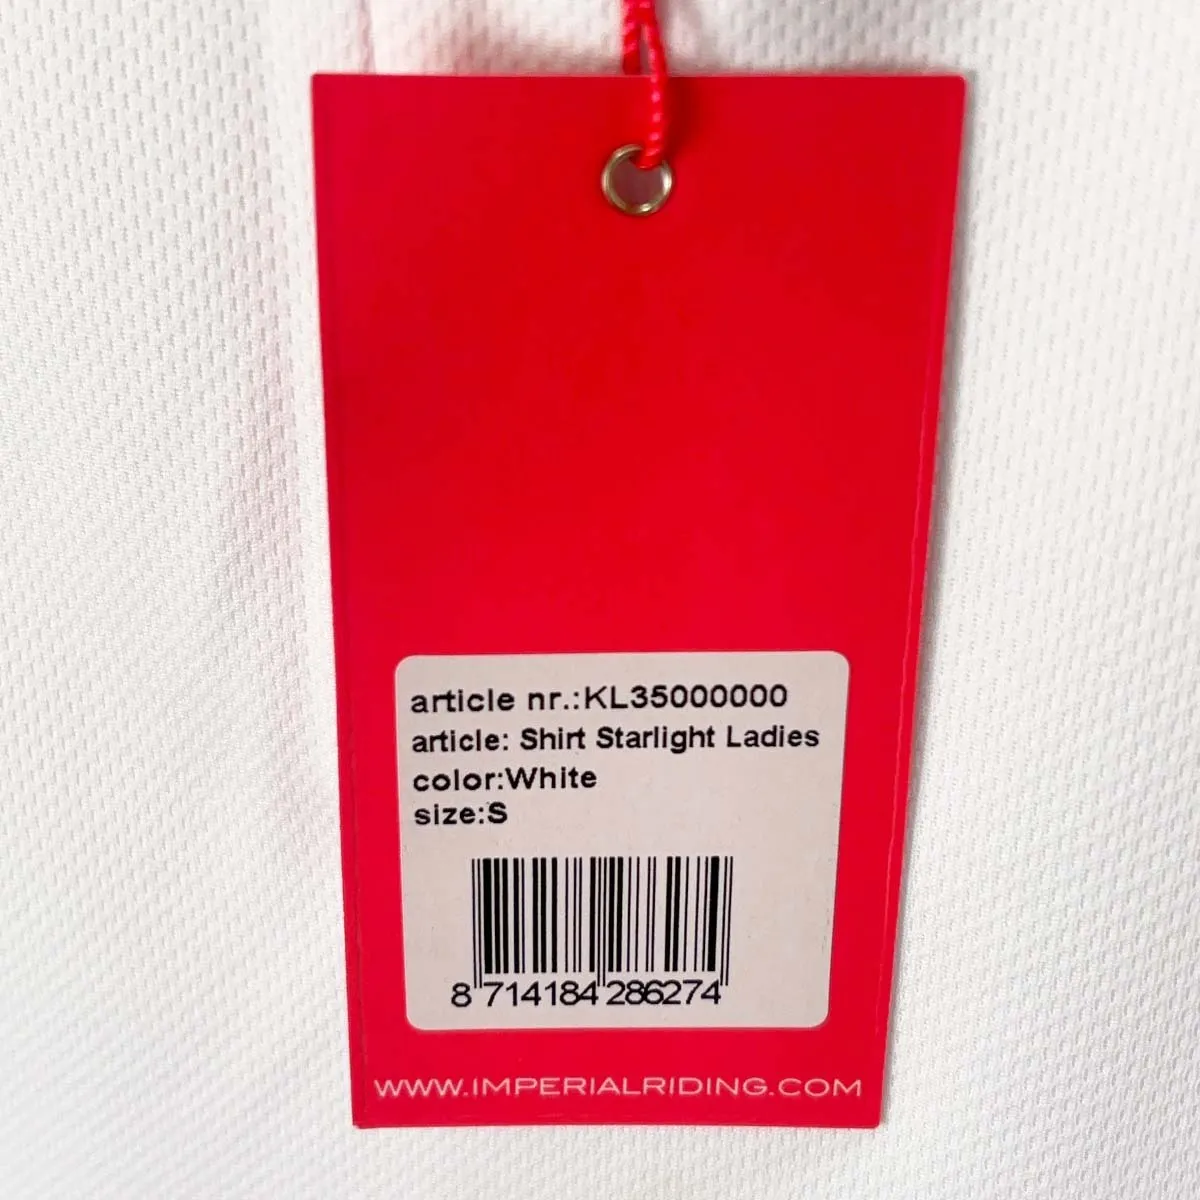 article nr.:KL35000000
article: Shirt Starlight Ladies
color:White
size:S
8 714184 286274
WWW.IMPERIALRIDING.COM